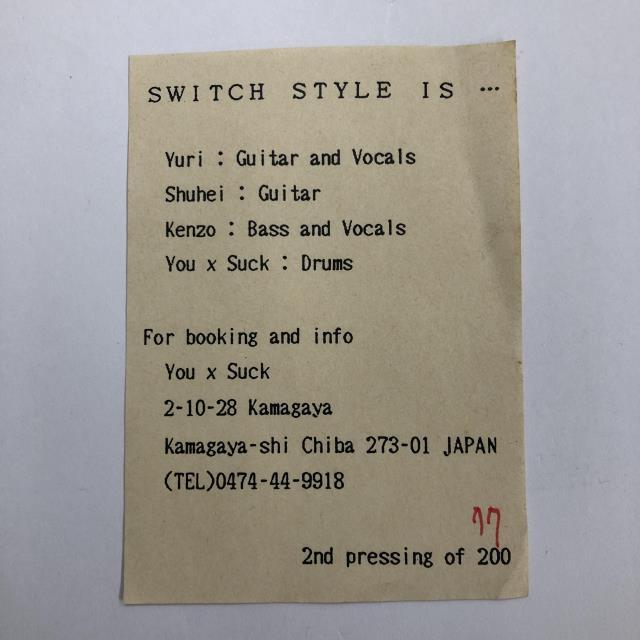 SWITCH STYLE IS …
Yuri : Guitar and Vocals
Shuhei : Guitar
Kenzo : Bass and Vocals
You x Suck : Drums
For booking and info
You x Suck
2-10-28 Kamagaya
Kamagaya-shi Chiba 273-01 JAPAN
(TEL)0474-44-9918
77
2nd pressing of 200